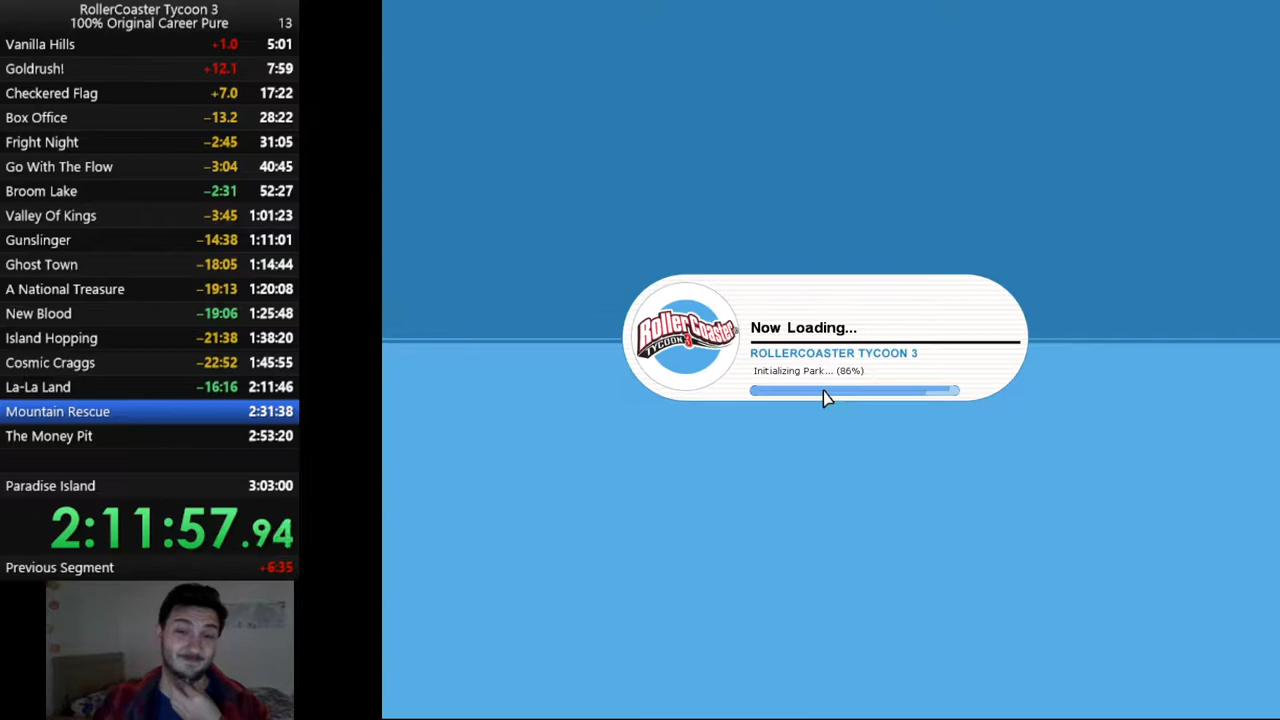 RollerCoaster Tycoon 3
100% Original Career Pure 13
Vanilla Hills +1.0 5:01
Goldrush! +12.1 7:59
Checkered Flag +7.0 17:22
Box Office −13.2 28:22
Fright Night −2:45 31:05
Go With The Flow −3:04 40:45
Broom Lake −2:31 52:27
Valley Of Kings −3:45 1:01:23
Gunslinger −14:38 1:11:01
Ghost Town −18:05 1:14:44
A National Treasure −19:13 1:20:08
New Blood −19:06 1:25:48
Island Hopping −21:38 1:38:20
Cosmic Craggs −22:52 1:45:55
La-La Land −16:16 2:11:46
Mountain Rescue 2:31:38
The Money Pit 2:53:20
Paradise Island 3:03:00
2:11:57.94
Previous Segment +6:35
RollerCoaster
TYCOON 3
Now Loading...
ROLLERCOASTER TYCOON 3
Initializing Park... (86%)